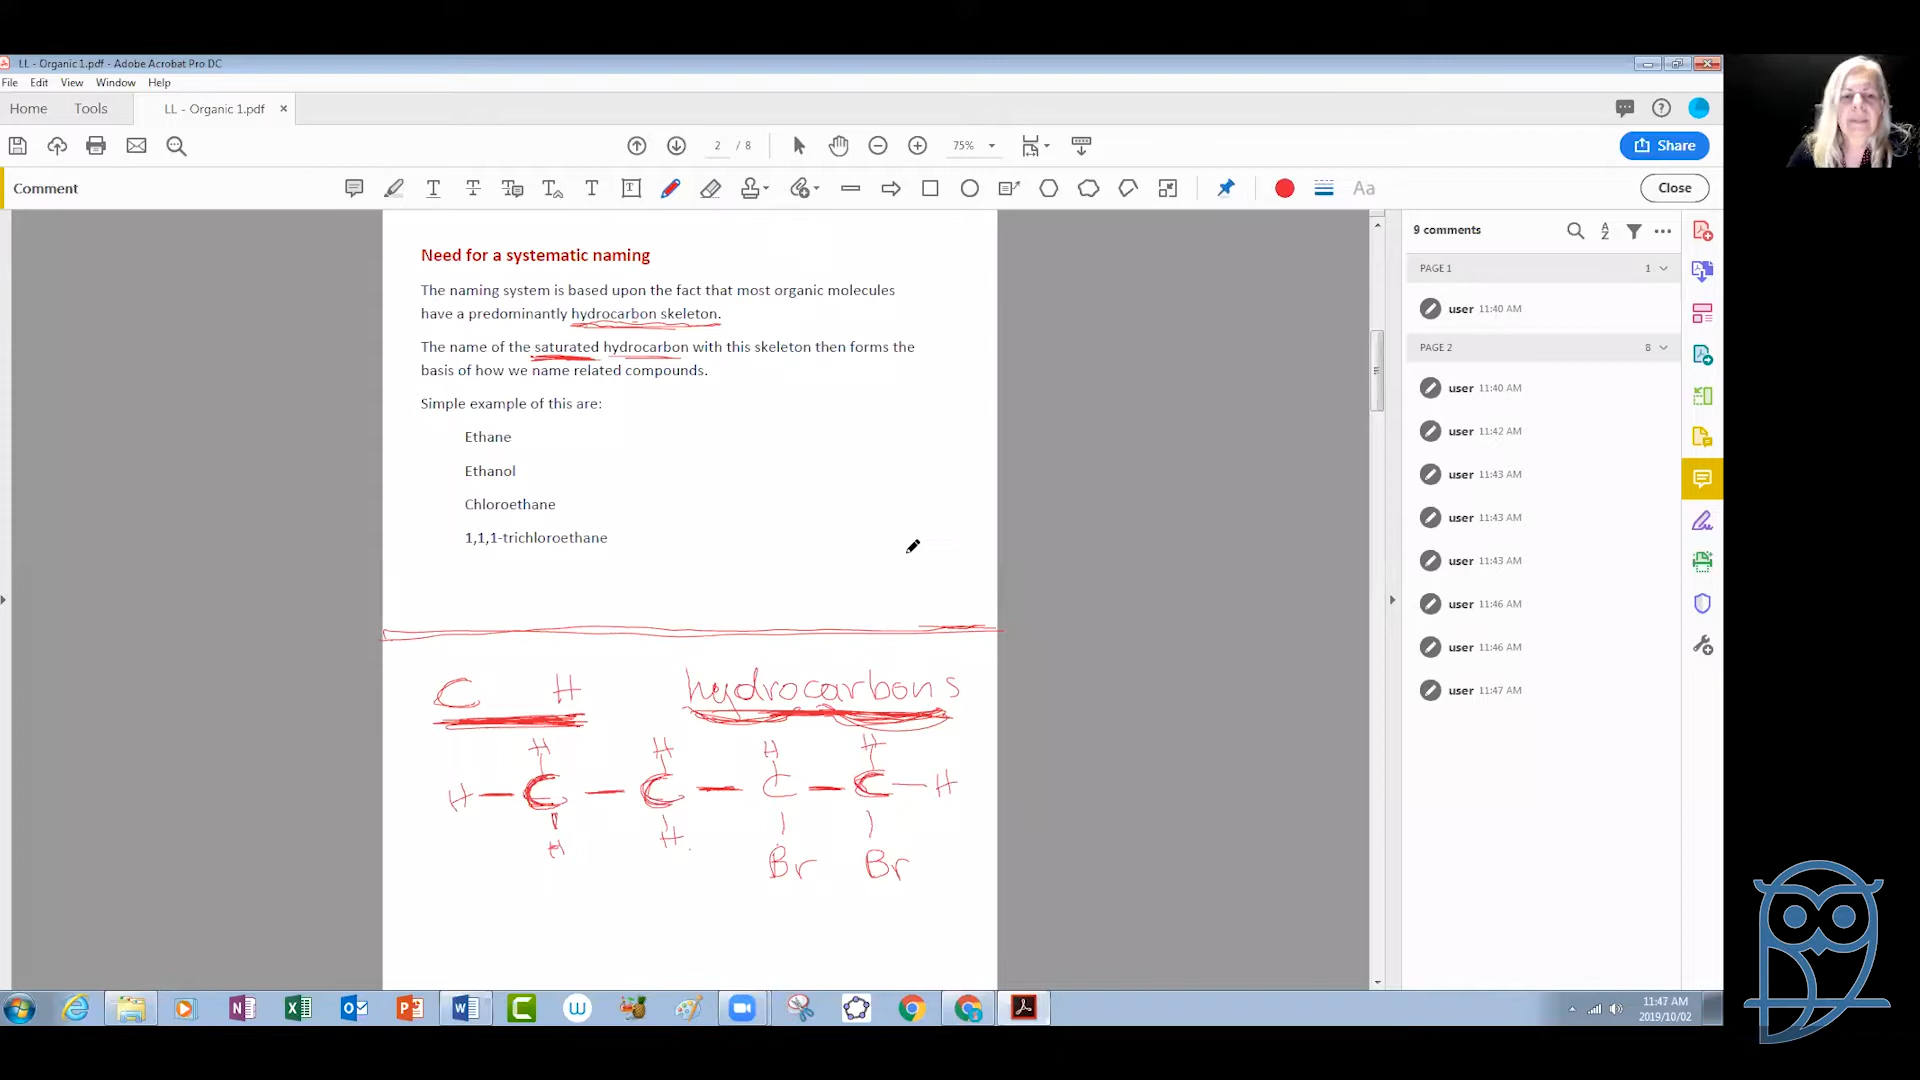 LL - Organic 1.pdf - Adobe Acrobat Pro DC
File Edit View Window Help
Home Tools LL - Organic 1.pdf ×
2 / 8 75% Share
Comment Aa Close
Need for a systematic naming
The naming system is based upon the fact that most organic molecules
have a predominantly hydrocarbon skeleton.
The name of the saturated hydrocarbon with this skeleton then forms the
basis of how we name related compounds.
Simple example of this are:
Ethane
Ethanol
Chloroethane
1,1,1-trichloroethane
C H hydrocarbons
H H H H
H — C — C — C — C — H
H H
Br Br
9 comments
PAGE 1 1
user 11:40 AM
PAGE 2 8
user 11:40 AM
user 11:42 AM
user 11:43 AM
user 11:43 AM
user 11:43 AM
user 11:46 AM
user 11:46 AM
user 11:47 AM
11:47 AM
2019/10/02